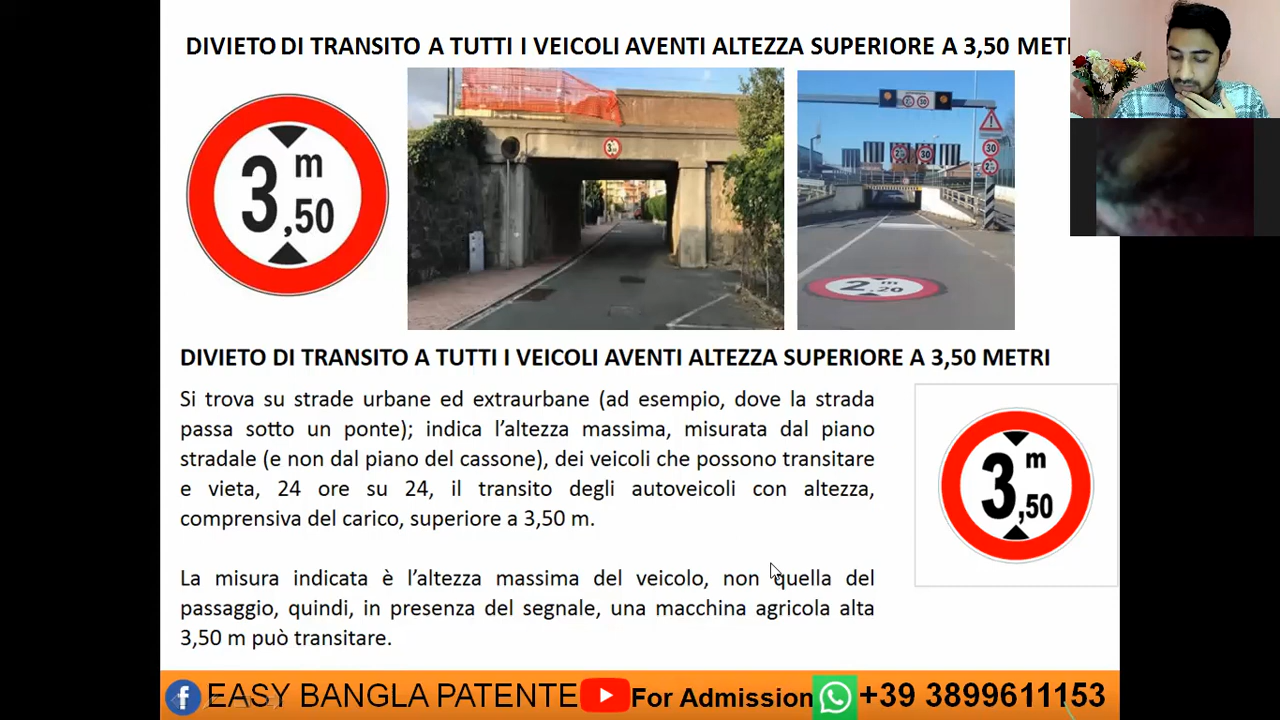 DIVIETO DI TRANSITO A TUTTI I VEICOLI AVENTI ALTEZZA SUPERIORE A 3,50
3,50 m
30
30
2,20 m
DIVIETO DI TRANSITO A TUTTI I VEICOLI AVENTI ALTEZZA SUPERIORE A 3,50 METRI
Si trova su strade urbane ed extraurbane (ad esempio, dove la strada
passa sotto un ponte); indica l’altezza massima, misurata dal piano
stradale (e non dal piano del cassone), dei veicoli che possono transitare
e vieta, 24 ore su 24, il transito degli autoveicoli con altezza,
comprensiva del carico, superiore a 3,50 m.
3,50 m
La misura indicata è l’altezza massima del veicolo, non quella del
passaggio, quindi, in presenza del segnale, una macchina agricola alta
3,50 m può transitare.
EASY BANGLA PATENTE For Admission +39 3899611153